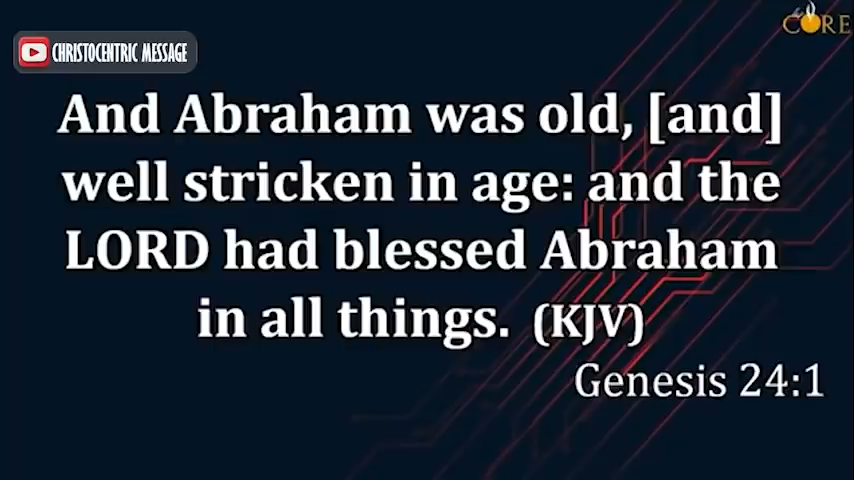 CORE
CHRISTOCENTRIC MESSAGE
And Abraham was old, [and]
well stricken in age: and the
LORD had blessed Abraham
in all things. (KJV)
Genesis 24:1